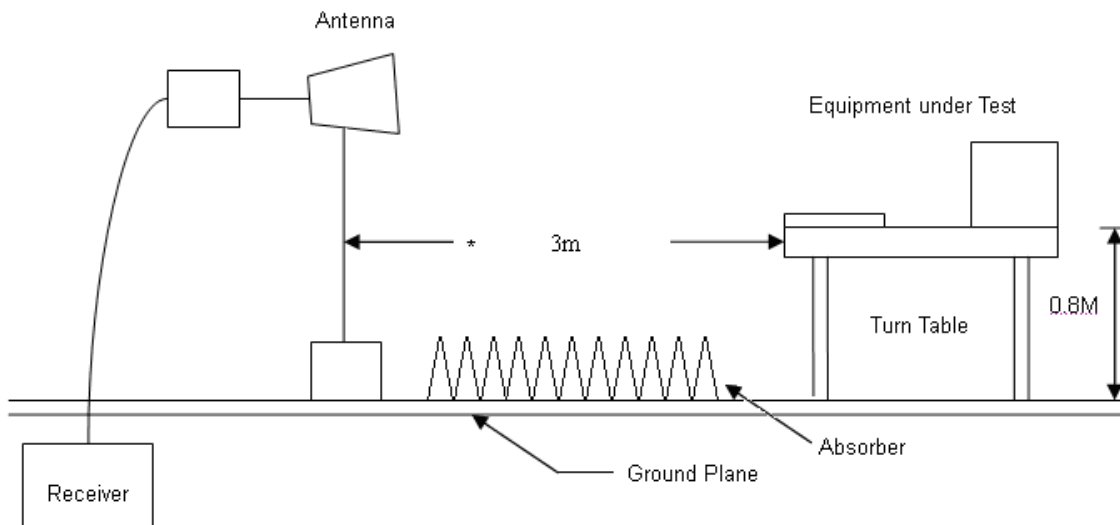 Antenna
Equipment under Test
* 3m
0.8M
Turn Table
Absorber
Ground Plane
Receiver